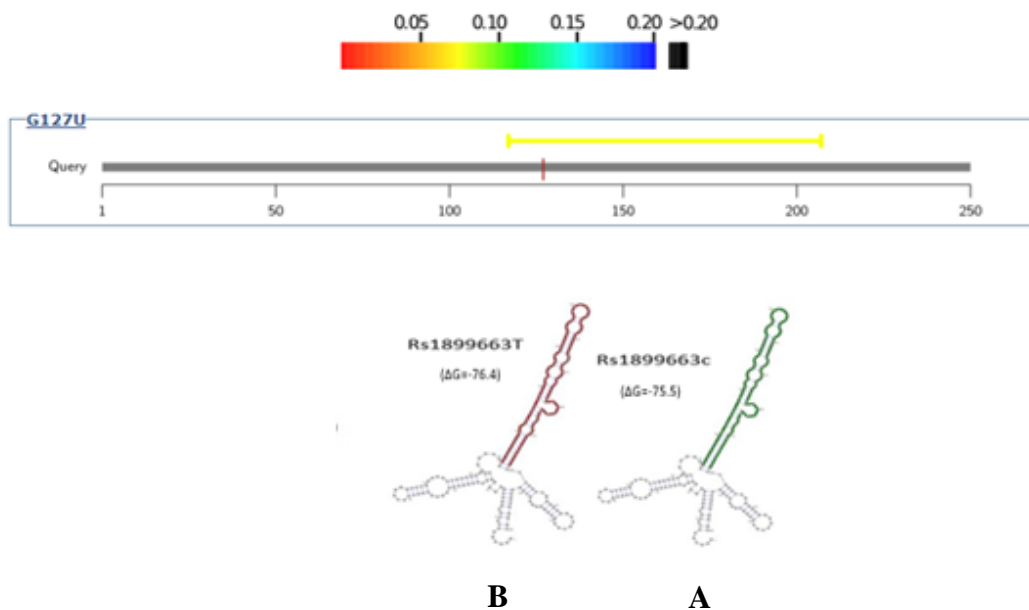 0.05 0.10 0.15 0.20 >0.20
G127U
Query
1 50 100 150 200 250
Rs1899663T
(ΔG=-76.4)
Rs1899663c
(ΔG=-75.5)
B A